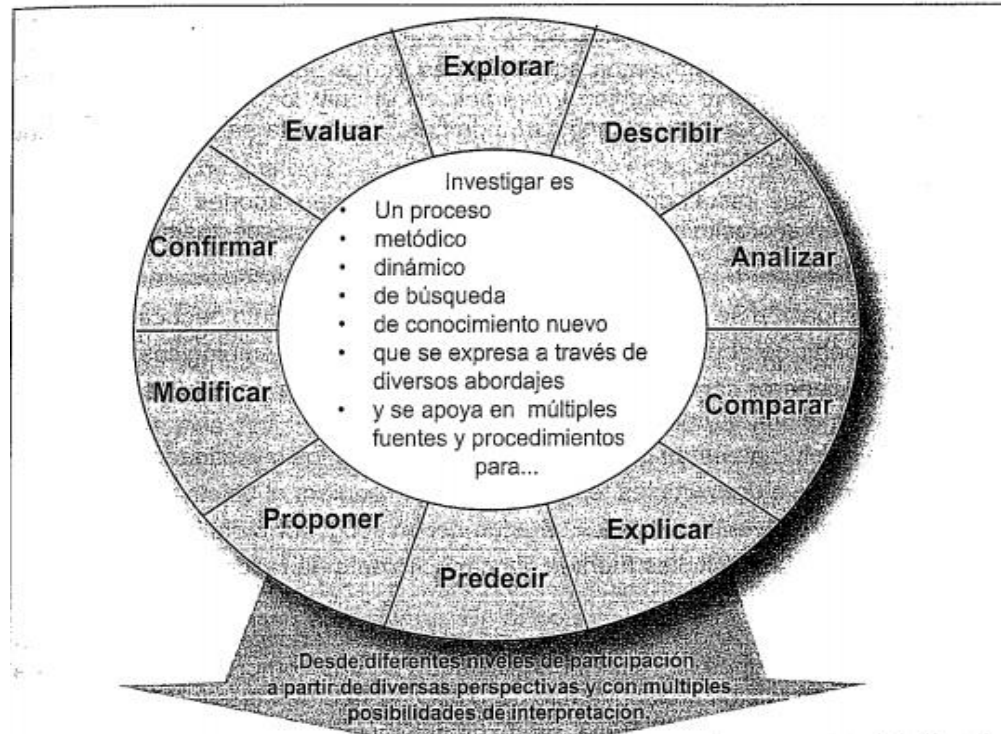 Explorar
Describir
Analizar
Comparar
Explicar
Predecir
Proponer
Modificar
Confirmar
Evaluar
Investigar es
• Un proceso
• metódico
• dinámico
• de búsqueda
• de conocimiento nuevo
• que se expresa a través de
diversos abordajes
• y se apoya en múltiples
fuentes y procedimientos
para...
Desde diferentes niveles de participación
a partir de diversas perspectivas y con multiples
posibilidades de interpretación.